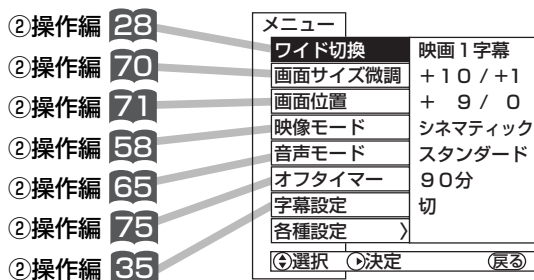 ②操作編 28
②操作編 70
②操作編 71
②操作編 58
②操作編 65
②操作編 75
②操作編 35
メニュー
ワイド切換 映画1字幕
画面サイズ微調 +10/+1
画面位置 + 9/ 0
映像モード シネマティック
音声モード スタンダード
オフタイマー 90分
字幕設定 切
各種設定 〉
選択 決定 戻る